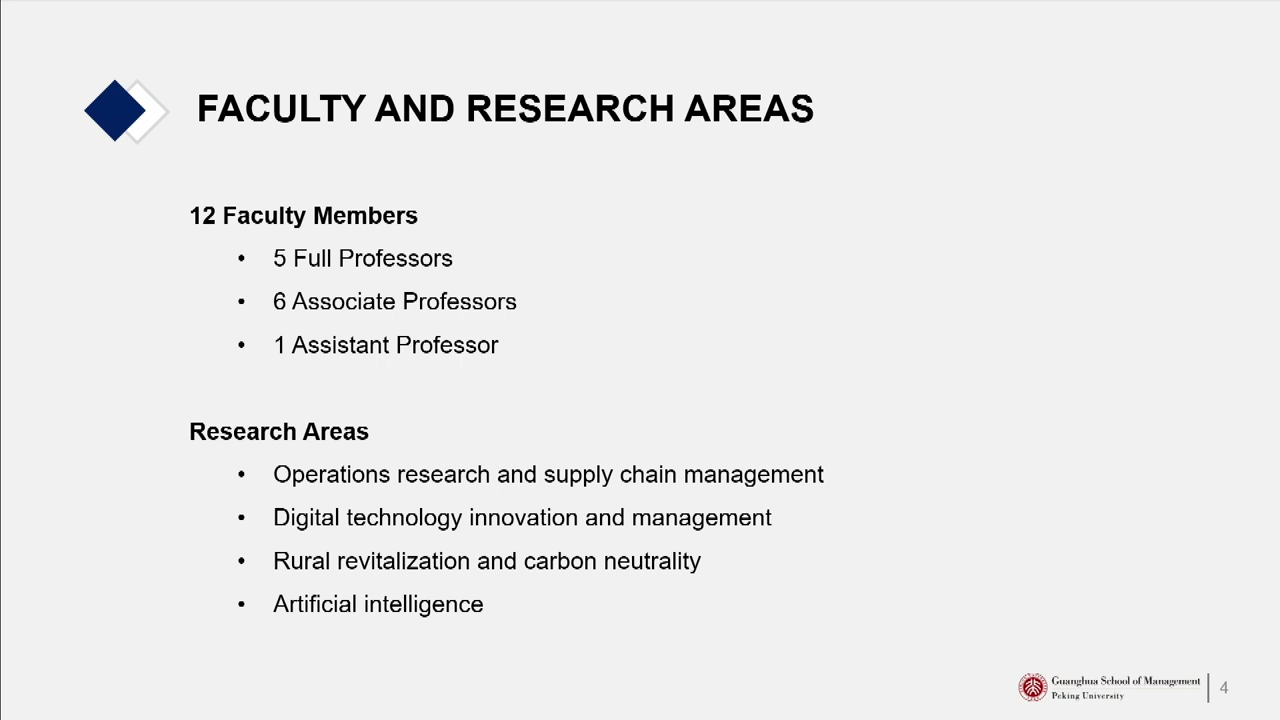 FACULTY AND RESEARCH AREAS
12 Faculty Members
• 5 Full Professors
• 6 Associate Professors
• 1 Assistant Professor
Research Areas
• Operations research and supply chain management
• Digital technology innovation and management
• Rural revitalization and carbon neutrality
• Artificial intelligence
Guanghua School of Management
Peking University
4